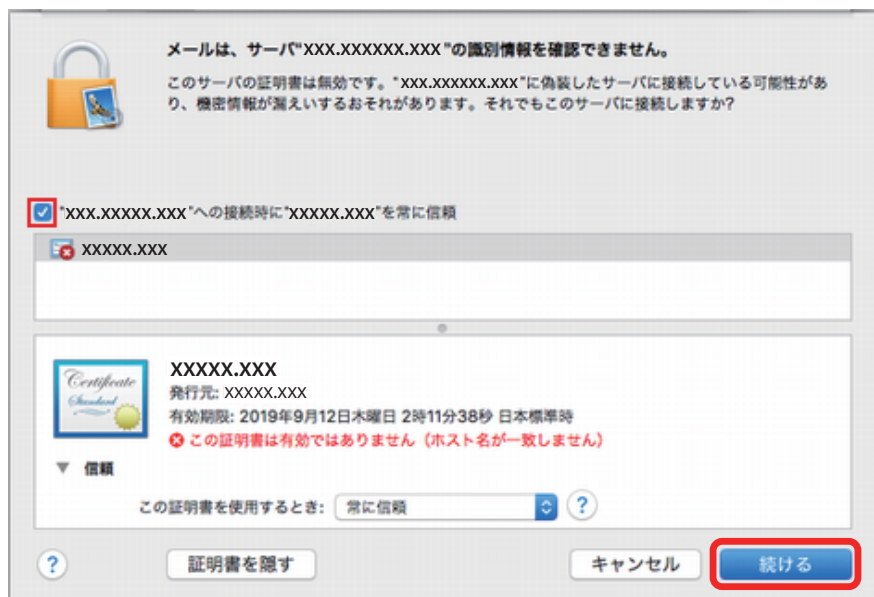 メールは、サーバ"XXX.XXXXXX.XXX"の識別情報を確認できません。
このサーバの証明書は無効です。"XXX.XXXXXX.XXX"に偽装したサーバに接続している可能性があ
り、機密情報が漏えいするおそれがあります。それでもこのサーバに接続しますか?
"XXX.XXXXX.XXX"への接続時に"XXXXX.XXX"を常に信頼
XXXXX.XXX
Certificate
Standard
XXXXX.XXX
発行元: XXXXX.XXX
有効期限: 2019年9月12日木曜日 2時11分38秒 日本標準時
この証明書は有効ではありません（ホスト名が一致しません）
▼ 信頼
この証明書を使用するとき: 常に信頼 ?
? 証明書を隠す キャンセル 続ける